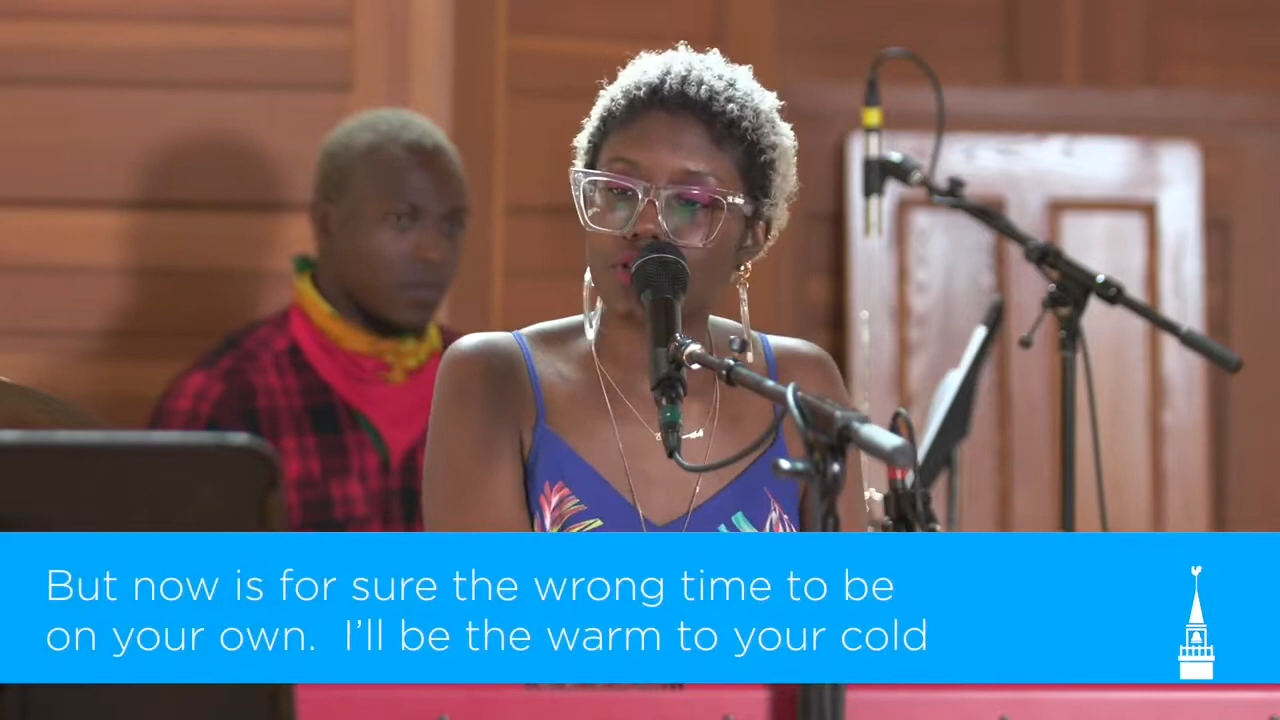 But now is for sure the wrong time to be
on your own.  I'll be the warm to your cold